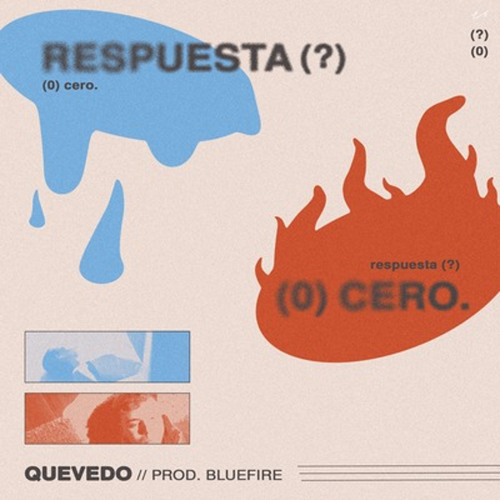 RESPUESTA (?)
(0) cero.
(?)
(0)
respuesta (?)
(0) CERO.
QUEVEDO // PROD. BLUEFIRE